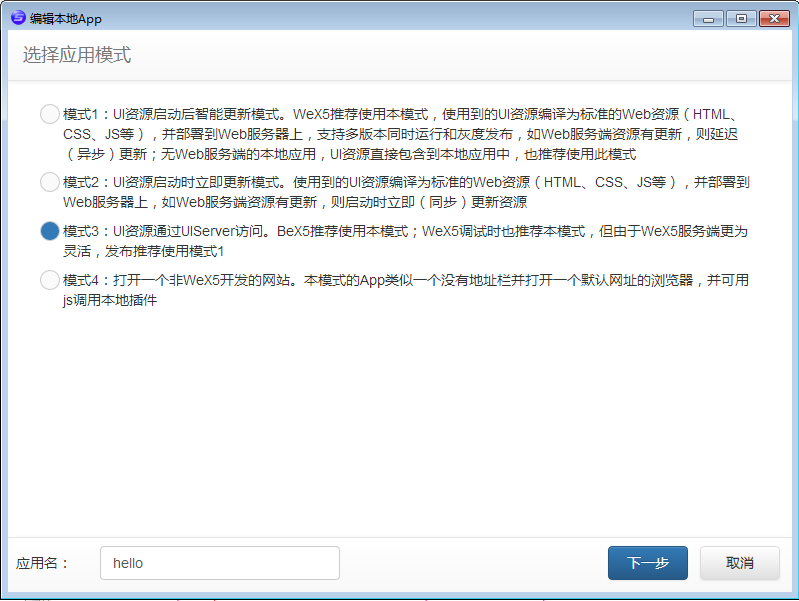 编辑本地App
选择应用模式
模式1：UI资源启动后智能更新模式。WeX5推荐使用本模式，使用到的UI资源编译为标准的Web资源（HTML、
CSS、JS等），并部署到Web服务器上，支持多版本同时运行和灰度发布，如Web服务端资源有更新，则延迟
（异步）更新；无Web服务端的本地应用，UI资源直接包含到本地应用中，也推荐使用此模式
模式2：UI资源启动时立即更新模式。使用到的UI资源编译为标准的Web资源（HTML、CSS、JS等），并部署到
Web服务器上，如Web服务端资源有更新，则启动时立即（同步）更新资源
模式3：UI资源通过UIServer访问。BeX5推荐使用本模式；WeX5调试时也推荐本模式，但由于WeX5服务端更为
灵活，发布推荐使用模式1
模式4：打开一个非WeX5开发的网站。本模式的App类似一个没有地址栏并打开一个默认网址的浏览器，并可用
js调用本地插件
应用名： hello 下一步 取消